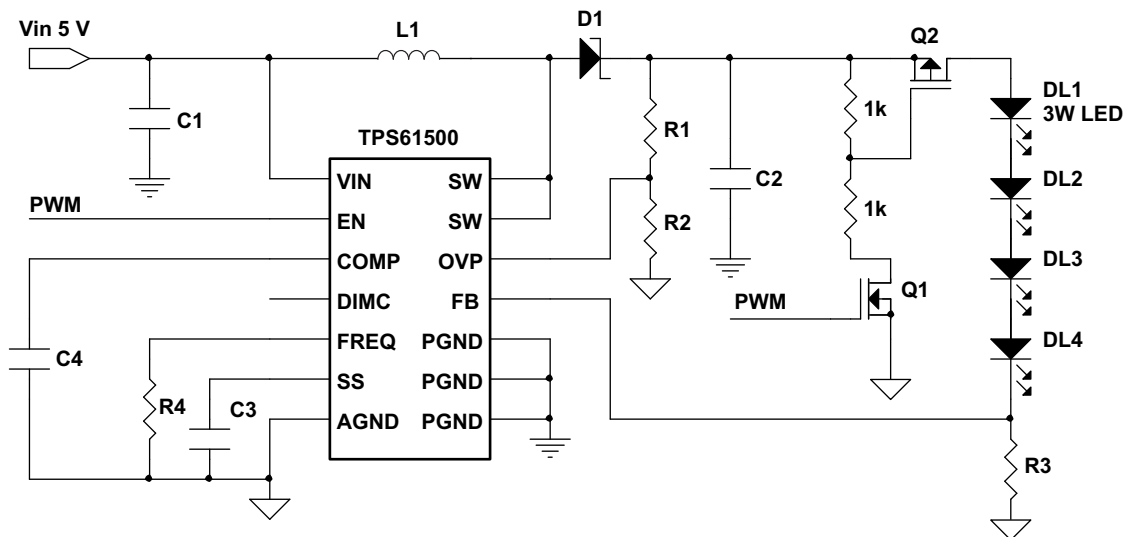 Vin 5 V
L1
D1
Q2
C1
R1
1k
DL1
3W LED
TPS61500
VIN
SW
C2
DL2
PWM
EN
SW
R2
1k
COMP
OVP
DL3
DIMC
FB
PWM
Q1
C4
FREQ
PGND
DL4
R4
C3
SS
PGND
AGND
PGND
R3